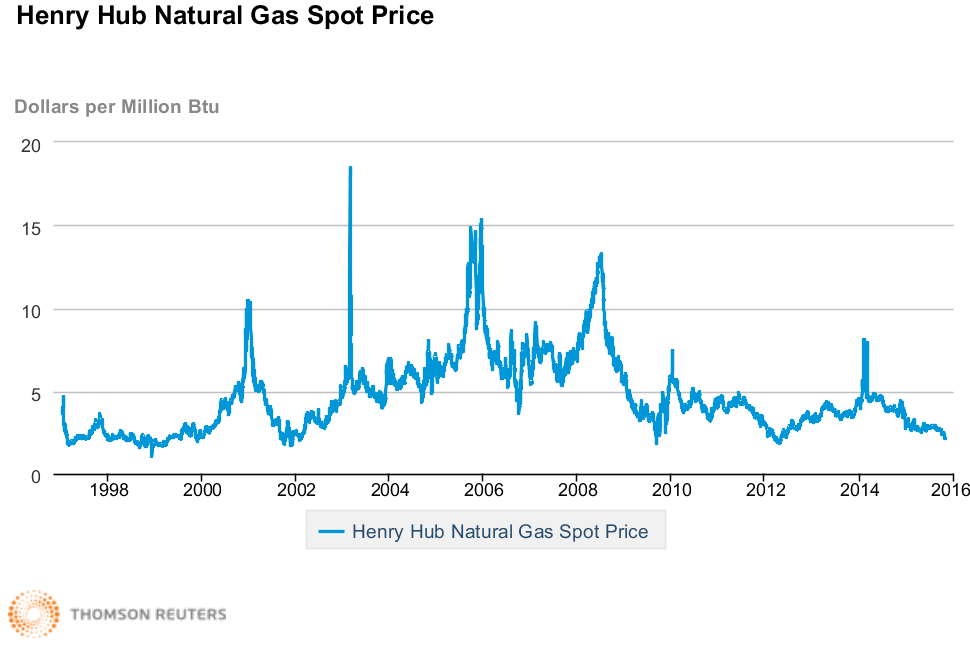 Henry Hub Natural Gas Spot Price
Dollars per Million Btu
20
15
10
5
0
1998 2000 2002 2004 2006 2008 2010 2012 2014 2016
Henry Hub Natural Gas Spot Price
THOMSON REUTERS